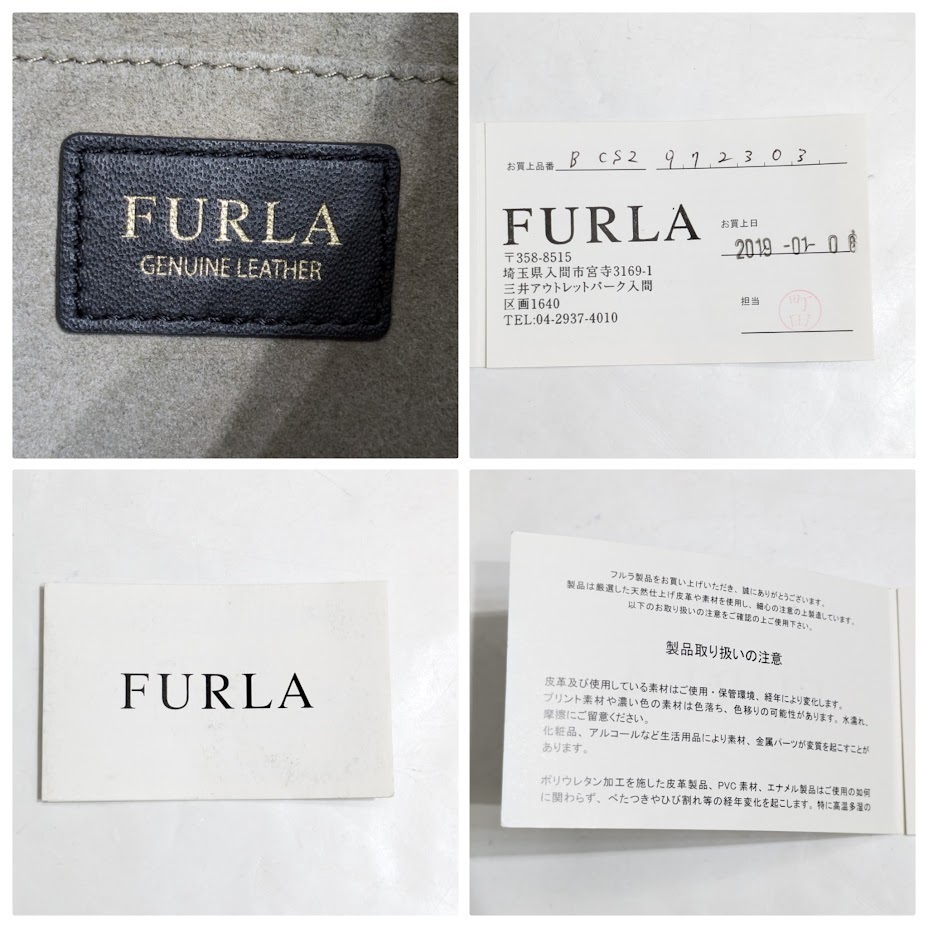 FURLA
GENUINE LEATHER
お買上品番 B CS2 972303
FURLA
〒358-8515
埼玉県入間市宮寺3169-1
三井アウトレットパーク入間
区画1640
TEL:04-2937-4010
お買上日
2019 -01- 0
担当
町田
FURLA
フルラ製品をお買い上げいただき、誠にありがとうございます。
製品は厳選した天然仕上げ皮革や素材を使用し、細心の注意の上製造しています。
以下のお取り扱いの注意をご確認の上ご使用下さい。
製品取り扱いの注意
皮革及び使用している素材はご使用・保管環境、経年により変化します。
プリント素材や濃い色の素材は色落ち、色移りの可能性があります。水濡れ、
摩擦にご留意ください。
化粧品、アルコールなど生活用品により素材、金属パーツが変質を起こすことが
あります。
ポリウレタン加工を施した皮革製品、PVC 素材、エナメル製品はご使用の如何
に関わらず、べたつきやひび割れ等の経年変化を起こします。特に高温多湿の